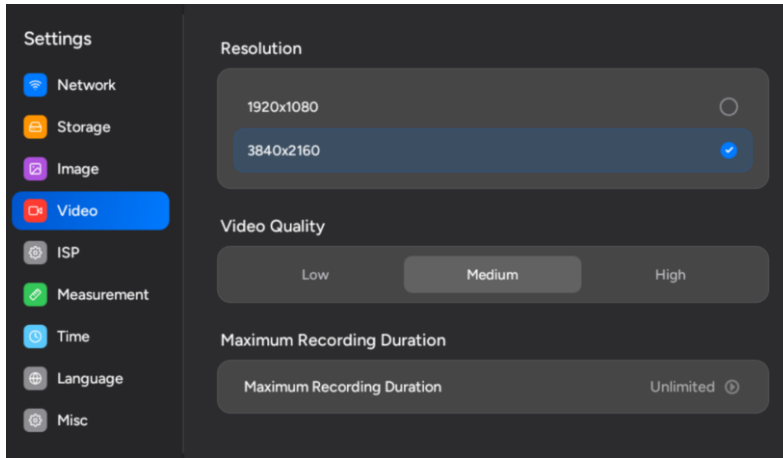 Settings
Network
Storage
Image
Video
ISP
Measurement
Time
Language
Misc
Resolution
1920x1080
3840x2160
Video Quality
Low Medium High
Maximum Recording Duration
Maximum Recording Duration Unlimited